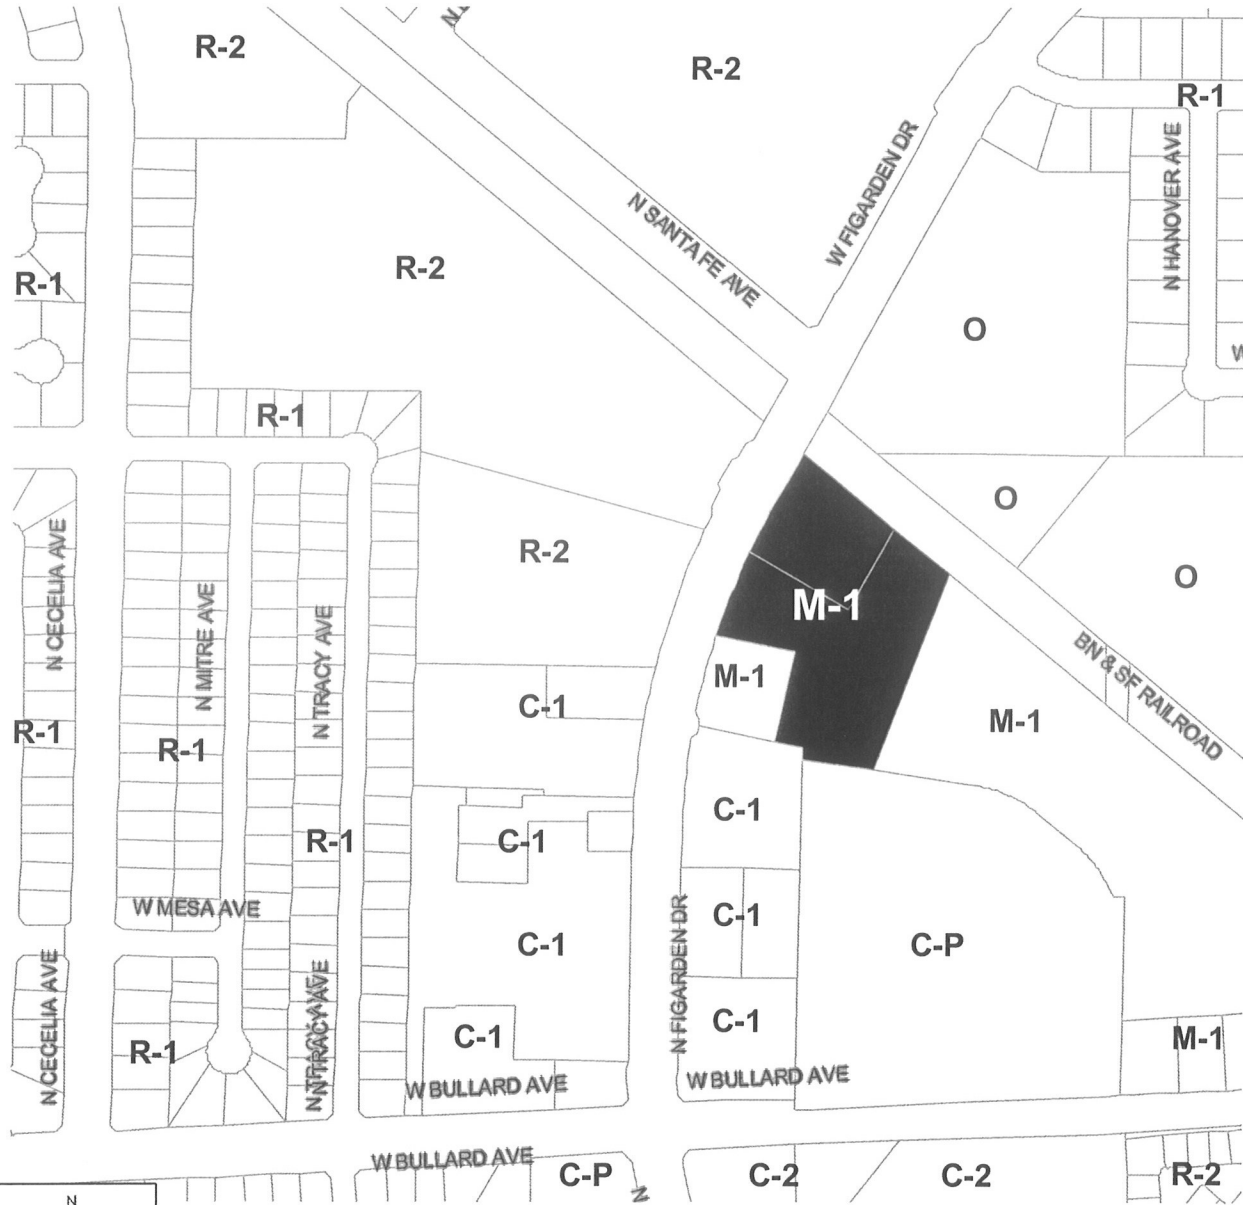 R-2
R-2
R-1
W FIGARDEN DR
N HANOVER AVE
N SANTA FE AVE
R-2
R-1
O
R-1
O
N CECELIA AVE
R-2
O
M-1
N MITRE AVE
N TRACY AVE
BN & SF RAILROAD
M-1
C-1
M-1
R-1
R-1
C-1
R-1
C-1
W MESA AVE
C-1
N FIGARDEN DR
C-1
C-P
N CECELIA AVE
N TRACY AVE
N TRACY AVE
C-1
C-1
M-1
R-1
W BULLARD AVE
W BULLARD AVE
W BULLARD AVE
C-P
C-2
C-2
R-2
N
N